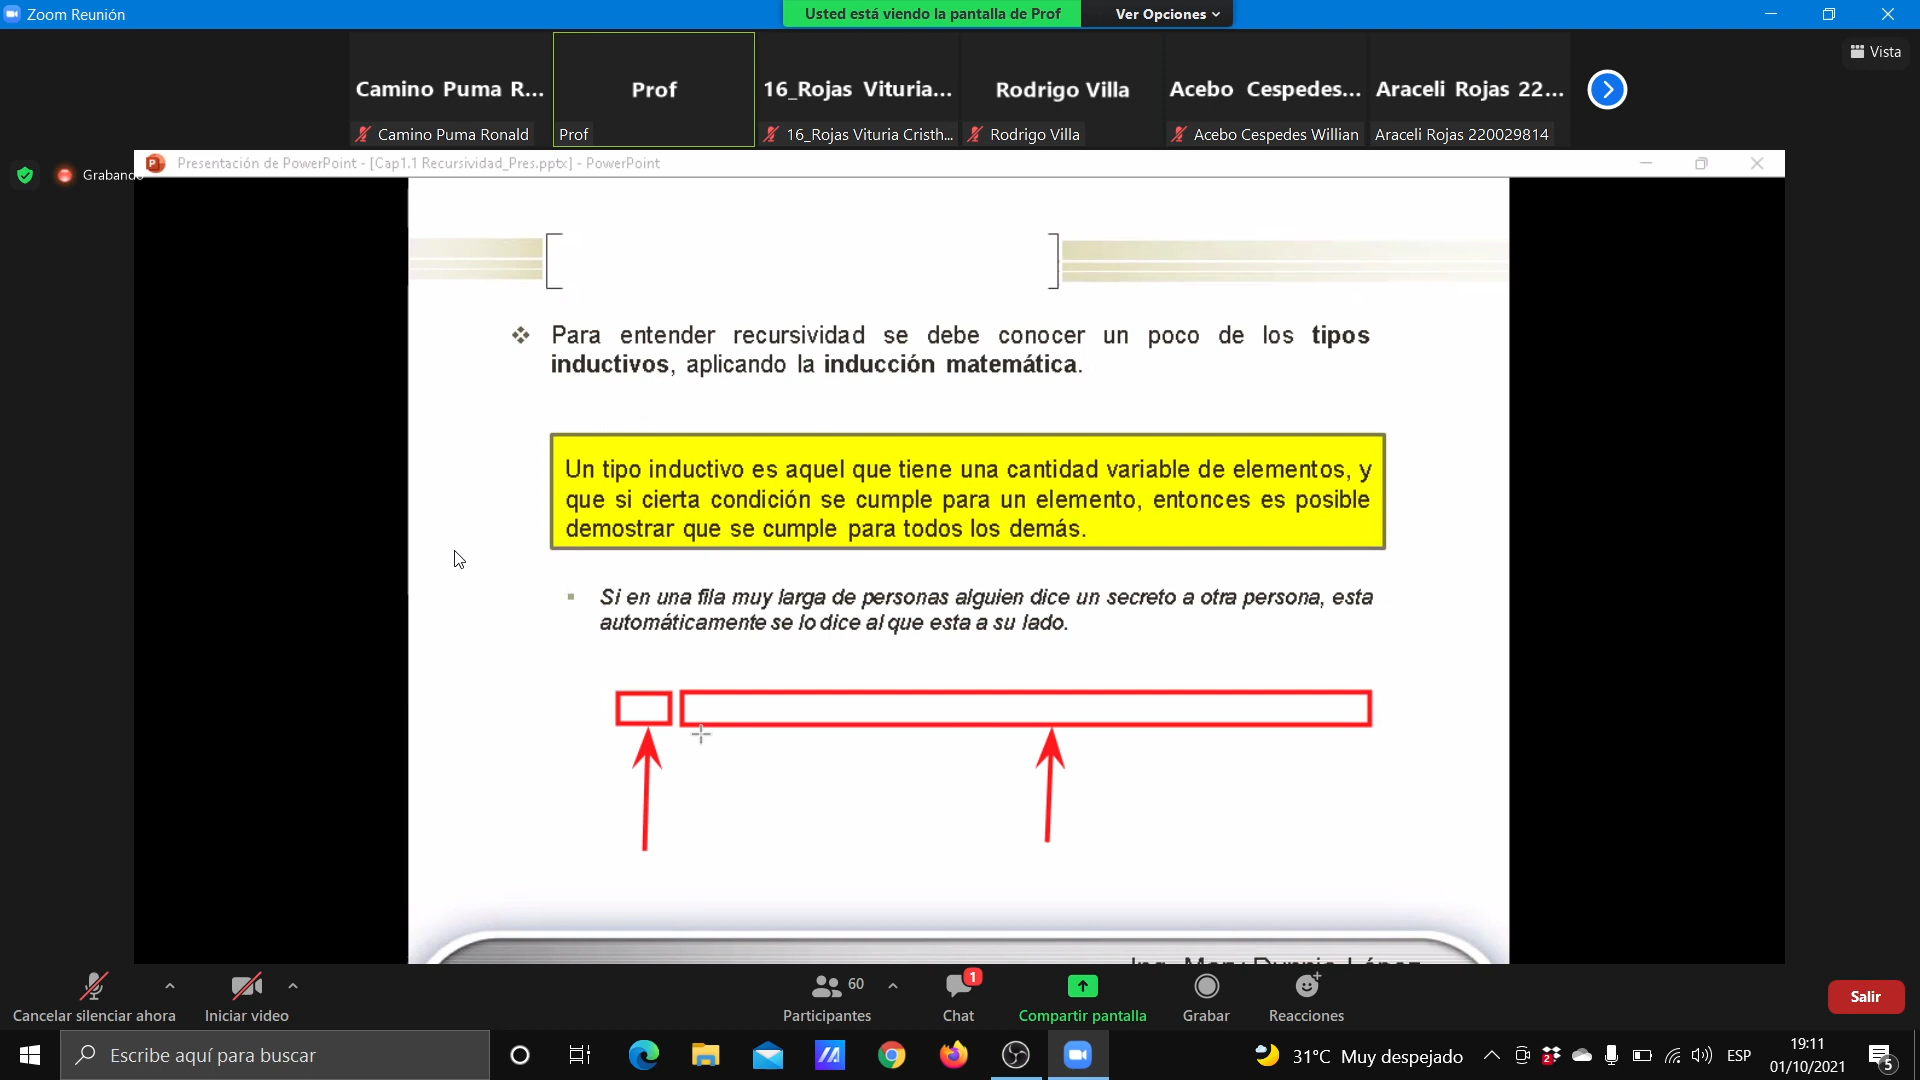 Zoom Reunión
Usted está viendo la pantalla de Prof
Ver Opciones
Vista
Camino Puma R...
Prof
16_Rojas Vituria...
Rodrigo Villa
Acebo Cespedes...
Araceli Rojas 22...
Camino Puma Ronald
Prof
16_Rojas Vituria Cristh...
Rodrigo Villa
Acebo Cespedes Willian
Araceli Rojas 220029814
Grabando
Presentación de PowerPoint - [Cap1.1 Recursividad_Pres.pptx] - PowerPoint
Para entender recursividad se debe conocer un poco de los tipos
inductivos, aplicando la inducción matemática.
Un tipo inductivo es aquel que tiene una cantidad variable de elementos, y
que si cierta condición se cumple para un elemento, entonces es posible
demostrar que se cumple para todos los demás.
Si en una fila muy larga de personas alguien dice un secreto a otra persona, esta
automáticamente se lo dice al que esta a su lado.
60
1
Cancelar silenciar ahora
Iniciar video
Participantes
Chat
Compartir pantalla
Grabar
Reacciones
Salir
Escribe aquí para buscar
31°C Muy despejado
2
ESP
19:11
01/10/2021
5